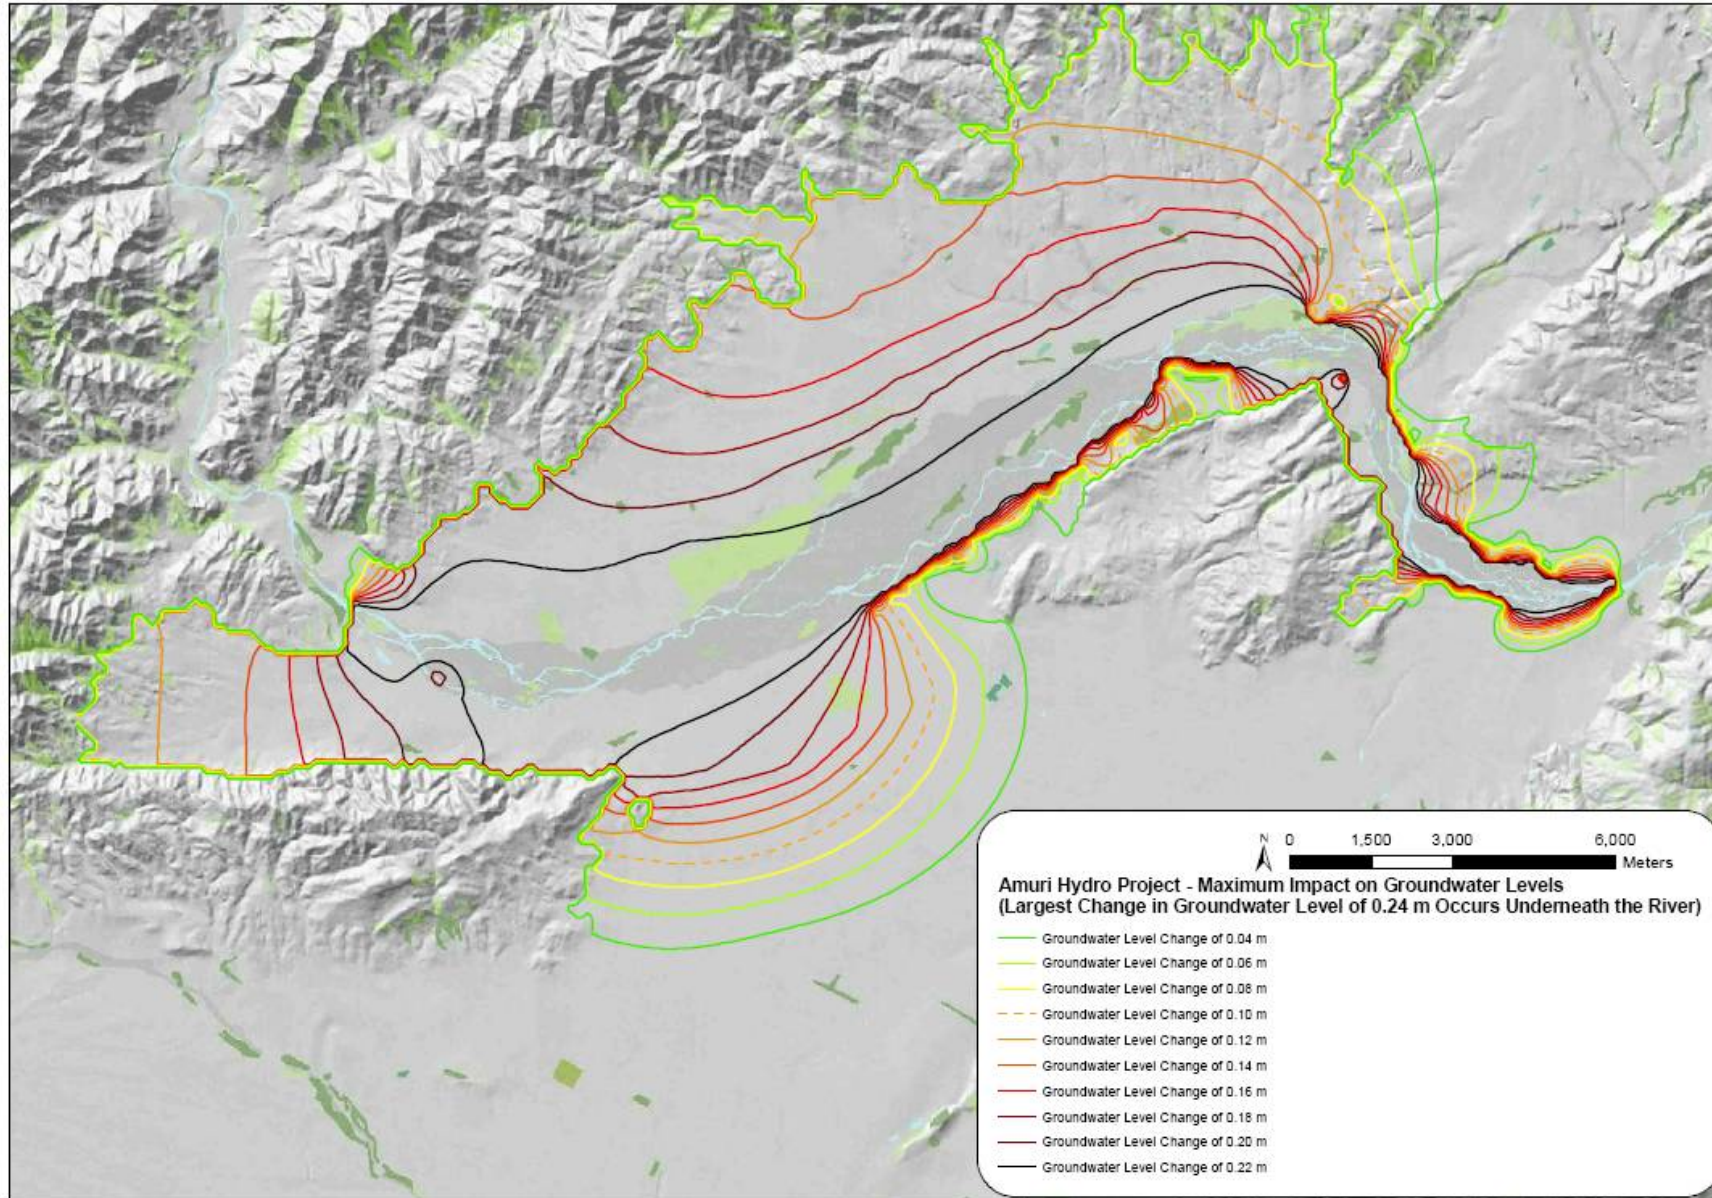 N
0 1,500 3,000 6,000
Meters
Amuri Hydro Project - Maximum Impact on Groundwater Levels
(Largest Change in Groundwater Level of 0.24 m Occurs Underneath the River)
Groundwater Level Change of 0.04 m
Groundwater Level Change of 0.06 m
Groundwater Level Change of 0.08 m
Groundwater Level Change of 0.10 m
Groundwater Level Change of 0.12 m
Groundwater Level Change of 0.14 m
Groundwater Level Change of 0.16 m
Groundwater Level Change of 0.18 m
Groundwater Level Change of 0.20 m
Groundwater Level Change of 0.22 m